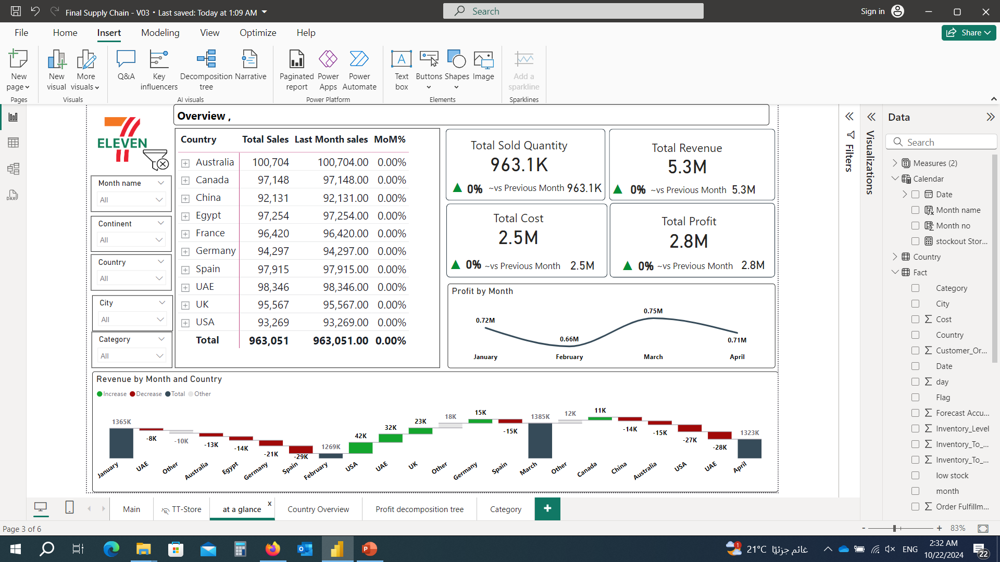 Final Supply Chain - V03 • Last saved: Today at 1:09 AM
Search
Sign in
File Home Insert Modeling View Optimize Help
Share
New page
New visual
More visuals
Q&A
Key influencers
Decomposition tree
Narrative
Paginated report
Power Apps
Power Automate
Text box
Buttons
Shapes
Image
Add a sparkline
Pages
Visuals
AI visuals
Power Platform
Elements
Sparklines
7
ELEVEN
Overview ,
Month name
All
Continent
All
Country
All
City
All
Category
All
Country Total Sales Last Month sales MoM%
Australia 100,704 100,704.00 0.00%
Canada 97,148 97,148.00 0.00%
China 92,131 92,131.00 0.00%
Egypt 97,254 97,254.00 0.00%
France 96,420 96,420.00 0.00%
Germany 94,297 94,297.00 0.00%
Spain 97,915 97,915.00 0.00%
UAE 98,346 98,346.00 0.00%
UK 95,567 95,567.00 0.00%
USA 93,269 93,269.00 0.00%
Total 963,051 963,051.00 0.00%
Total Sold Quantity
963.1K
0% ~vs Previous Month 963.1K
Total Revenue
5.3M
0% ~vs Previous Month 5.3M
Total Cost
2.5M
0% ~vs Previous Month 2.5M
Total Profit
2.8M
0% ~vs Previous Month 2.8M
Profit by Month
0.72M
0.66M
0.75M
0.71M
January February March April
Revenue by Month and Country
Increase Decrease Total Other
1365K
-8K
-10K
-13K
-14K
-21K
-29K
1269K
42K
32K
23K
18K
15K
-15K
1385K
12K
11K
-14K
-15K
-27K
-28K
1323K
January
UAE
Other
Australia
Egypt
Germany
Spain
February
USA
UAE
UK
Other
Germany
Spain
March
Other
Canada
China
Australia
USA
UAE
April
Filters
Visualizations
Data
Search
Measures (2)
Calendar
Date
Month name
Month no
stockout Stor...
Country
Fact
Category
City
Cost
Country
Customer_Or...
Date
day
Flag
Forecast Accu...
Inventory_Level
Inventory_To_...
Inventory_To_...
low stock
month
Order Fulfillm...
Main
TT-Store
at a glance
x
Country Overview
Profit decomposition tree
Category
+
Page 3 of 6
- + 83%
1
21°C غائم جزئيًا
ENG
2:32 AM
10/22/2024
22